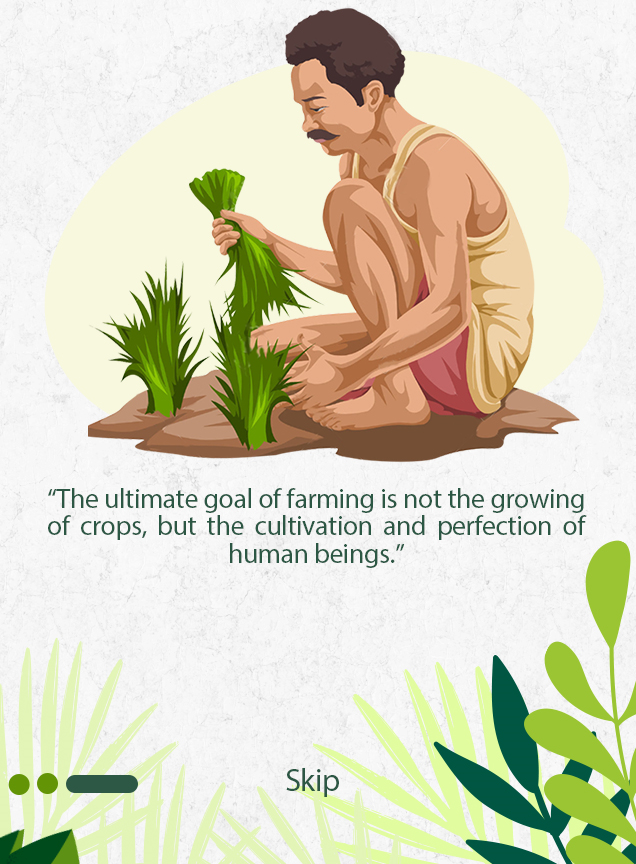 “The ultimate goal of farming is not the growing
of crops, but the cultivation and perfection of
human beings.”
Skip